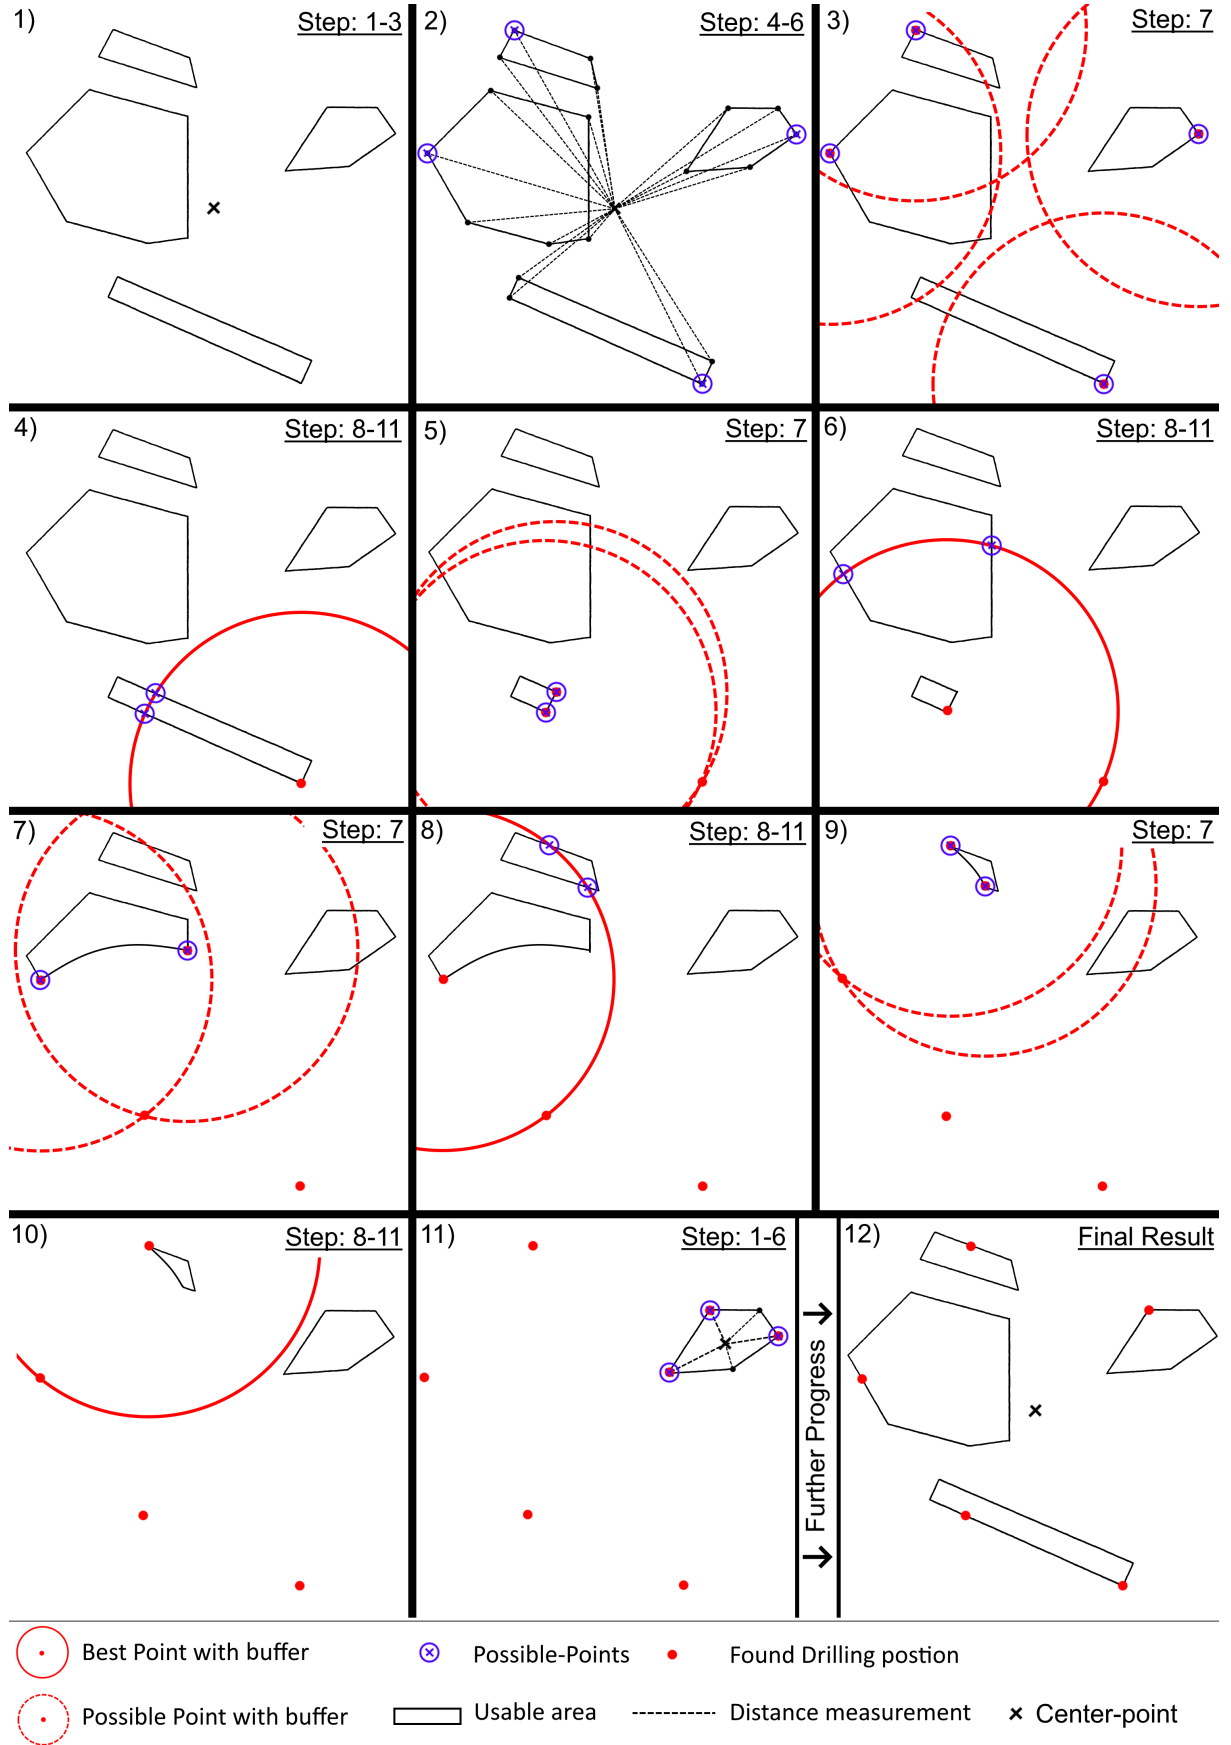 1)
Step: 1-3
2)
Step: 4-6
3)
Step: 7
4)
Step: 8-11
5)
Step: 7
6)
Step: 8-11
7)
Step: 7
8)
Step: 8-11
9)
Step: 7
10)
Step: 8-11
11)
Step: 1-6
Further Progress
12)
Final Result
Best Point with buffer
Possible-Points
Found Drilling postion
Possible Point with buffer
Usable area
Distance measurement
Center-point